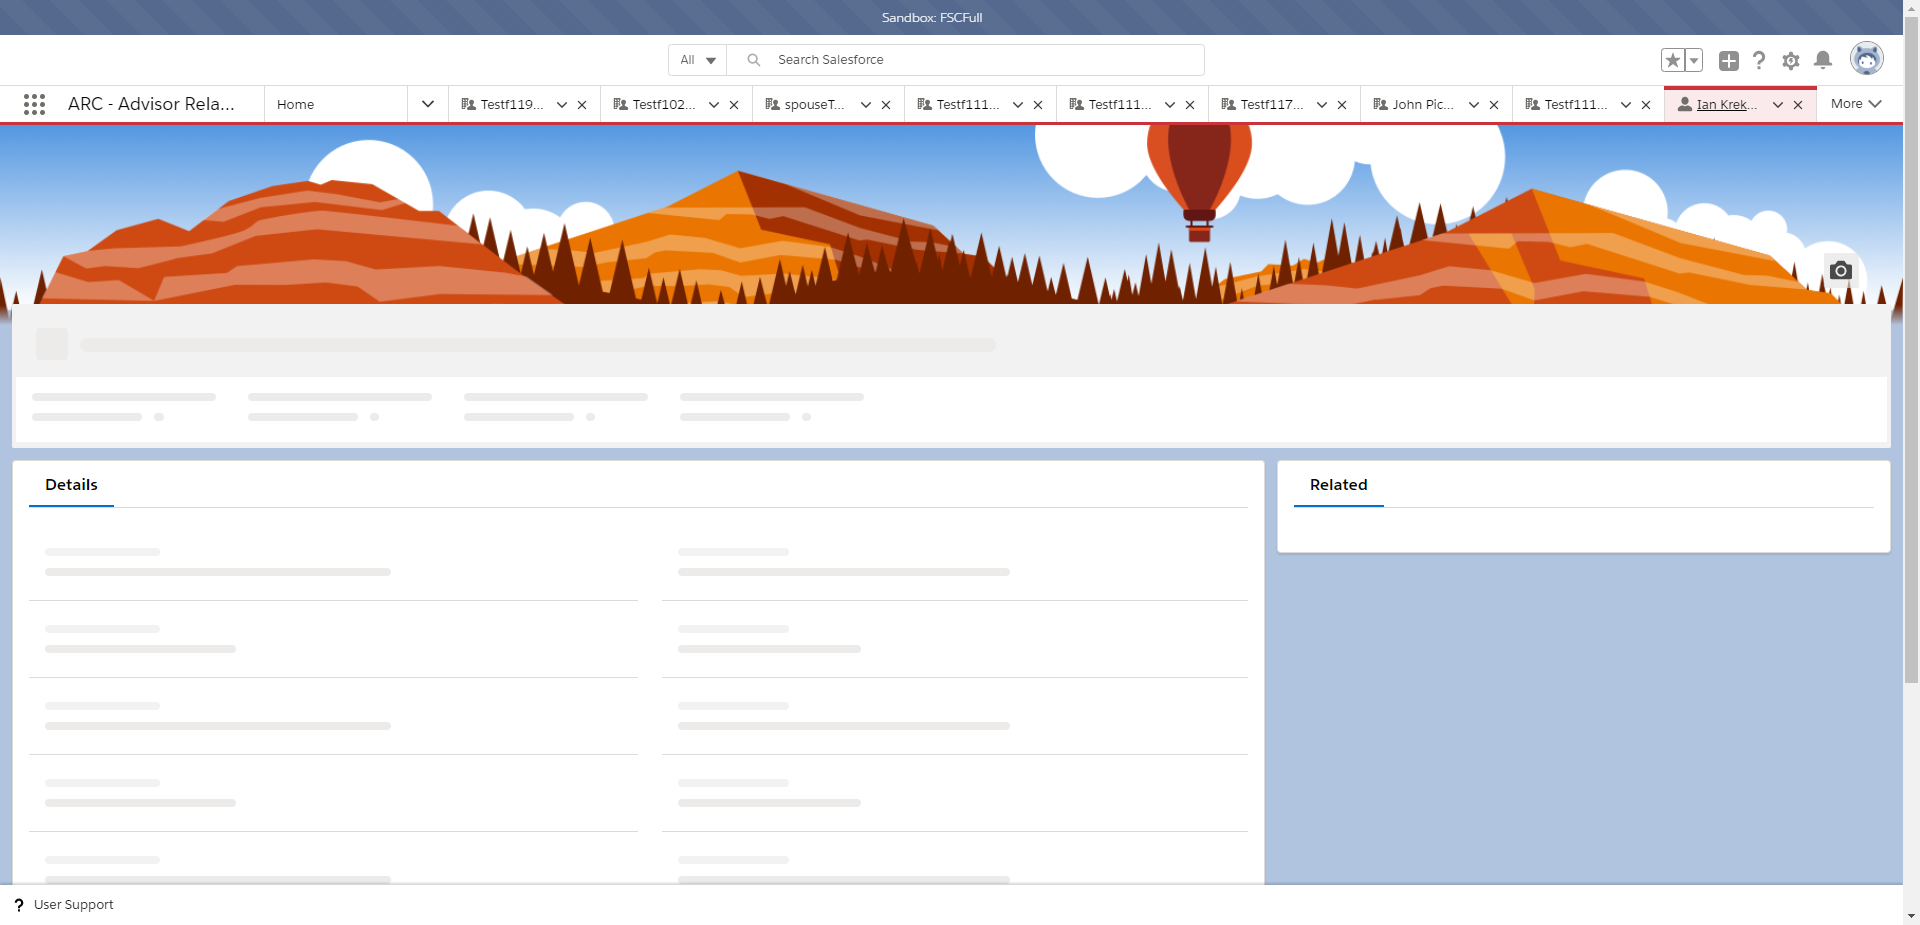 Sandbox: FSCFull
All
Search Salesforce
ARC - Advisor Rela...
Home
Testf119...
Testf102...
spouseT...
Testf111...
Testf111...
Testf117...
John Pic...
Testf111...
Ian Krek...
More
Details
Related
? User Support